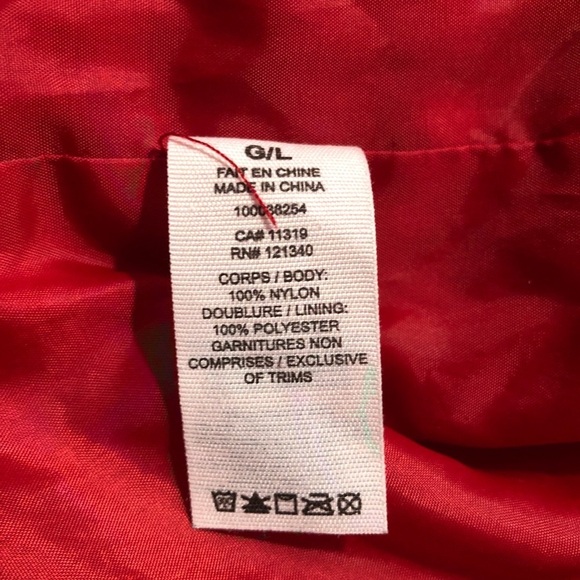 G/L
FAIT EN CHINE
MADE IN CHINA
100038254
CA# 11319
RN# 121340
CORPS / BODY:
100% NYLON
DOUBLURE / LINING:
100% POLYESTER
GARNITURES NON
COMPRISES / EXCLUSIVE
OF TRIMS